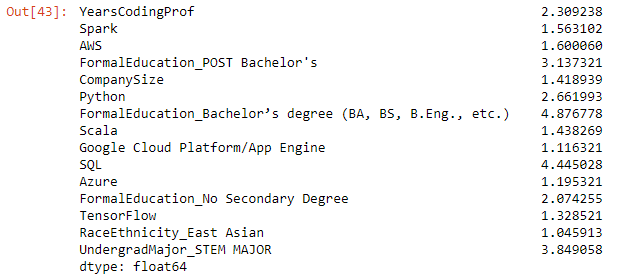 Out[43]: YearsCodingProf 2.309238
Spark 1.563102
AWS 1.600060
FormalEducation_POST Bachelor's 3.137321
CompanySize 1.418939
Python 2.661993
FormalEducation_Bachelor’s degree (BA, BS, B.Eng., etc.) 4.876778
Scala 1.438269
Google Cloud Platform/App Engine 1.116321
SQL 4.445028
Azure 1.195321
FormalEducation_No Secondary Degree 2.074255
TensorFlow 1.328521
RaceEthnicity_East Asian 1.045913
UndergradMajor_STEM MAJOR 3.849058
dtype: float64